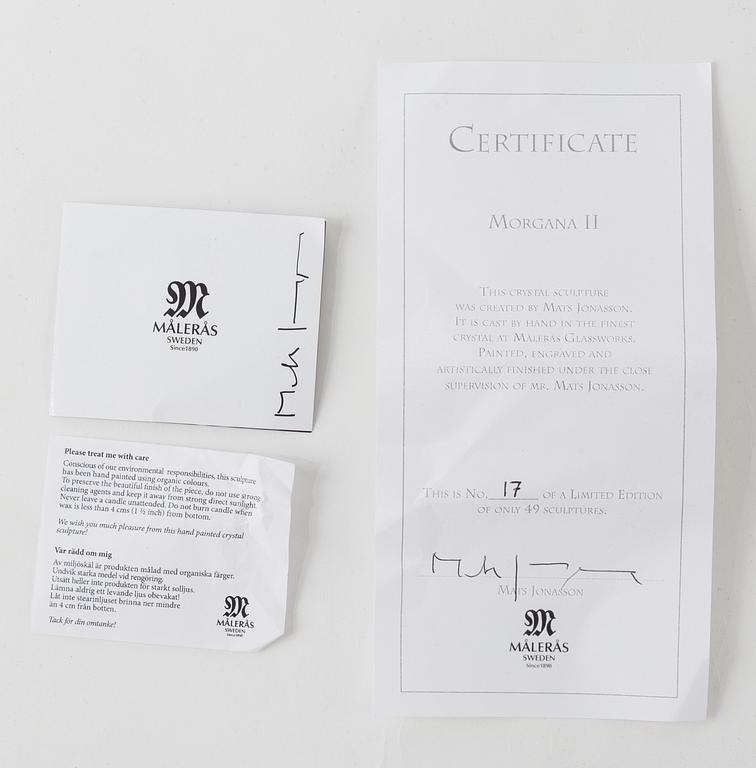 M
MÅLERÅS
SWEDEN
Since 1890
Please treat me with care
Conscious of our environmental responsibilities, this sculpture
has been hand painted using organic colours.
To preserve the beautiful finish of the piece, do not use strong
cleaning agents and keep it away from strong direct sunlight.
Never leave a candle unattended. Do not burn candle when
wax is less than 4 cms (1 ½ inch) from bottom.
We wish you much pleasure from this hand painted crystal
sculpture!
Var rädd om mig
Av miljöskäl är produkten målad med organiska färger.
Undvik starka medel vid rengöring.
Utsätt heller inte produkten för starkt solljus.
Lämna aldrig ett levande ljus obevakat!
Låt inte stearinljuset brinna ner mindre
än 4 cm från botten.
Tack för din omtanke!
M
MÅLERÅS
SWEDEN
Since 1890
CERTIFICATE
MORGANA II
THIS CRYSTAL SCULPTURE
WAS CREATED BY MATS JONASSON.
IT IS CAST BY HAND IN THE FINEST
CRYSTAL AT MÅLERÅS GLASSWORKS.
PAINTED, ENGRAVED AND
ARTISTICALLY FINISHED UNDER THE CLOSE
SUPERVISION OF MR. MATS JONASSON.
THIS IS NO. 17 OF A LIMITED EDITION
OF ONLY 49 SCULPTURES.
MATS JONASSON
M
MÅLERÅS
SWEDEN
Since 1890